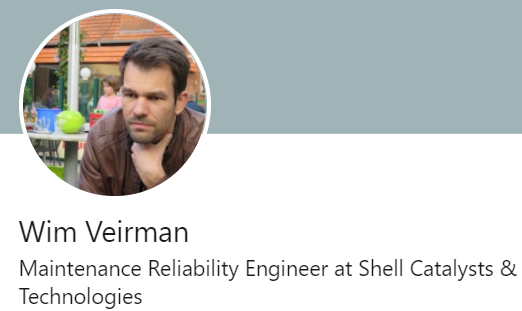 Wim Veirman
Maintenance Reliability Engineer at Shell Catalysts &
Technologies